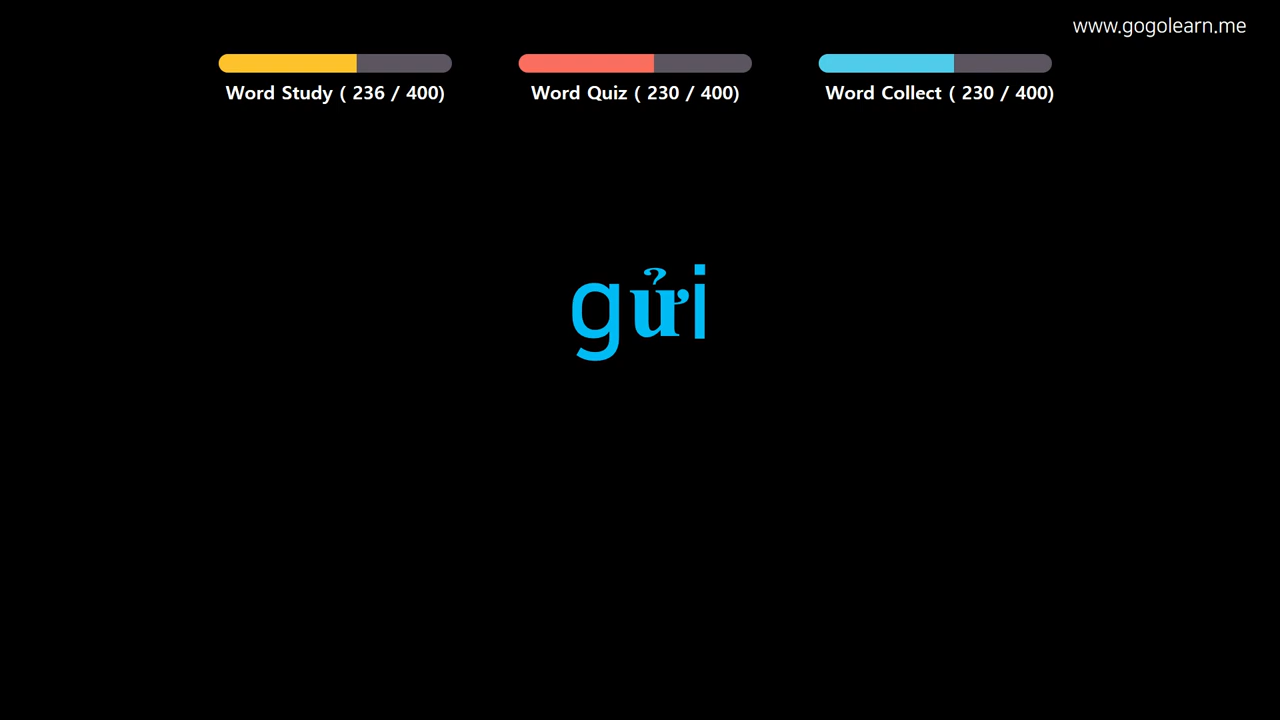 www.gogolearn.me
Word Study ( 236 / 400)
Word Quiz ( 230 / 400)
Word Collect ( 230 / 400)
gửi